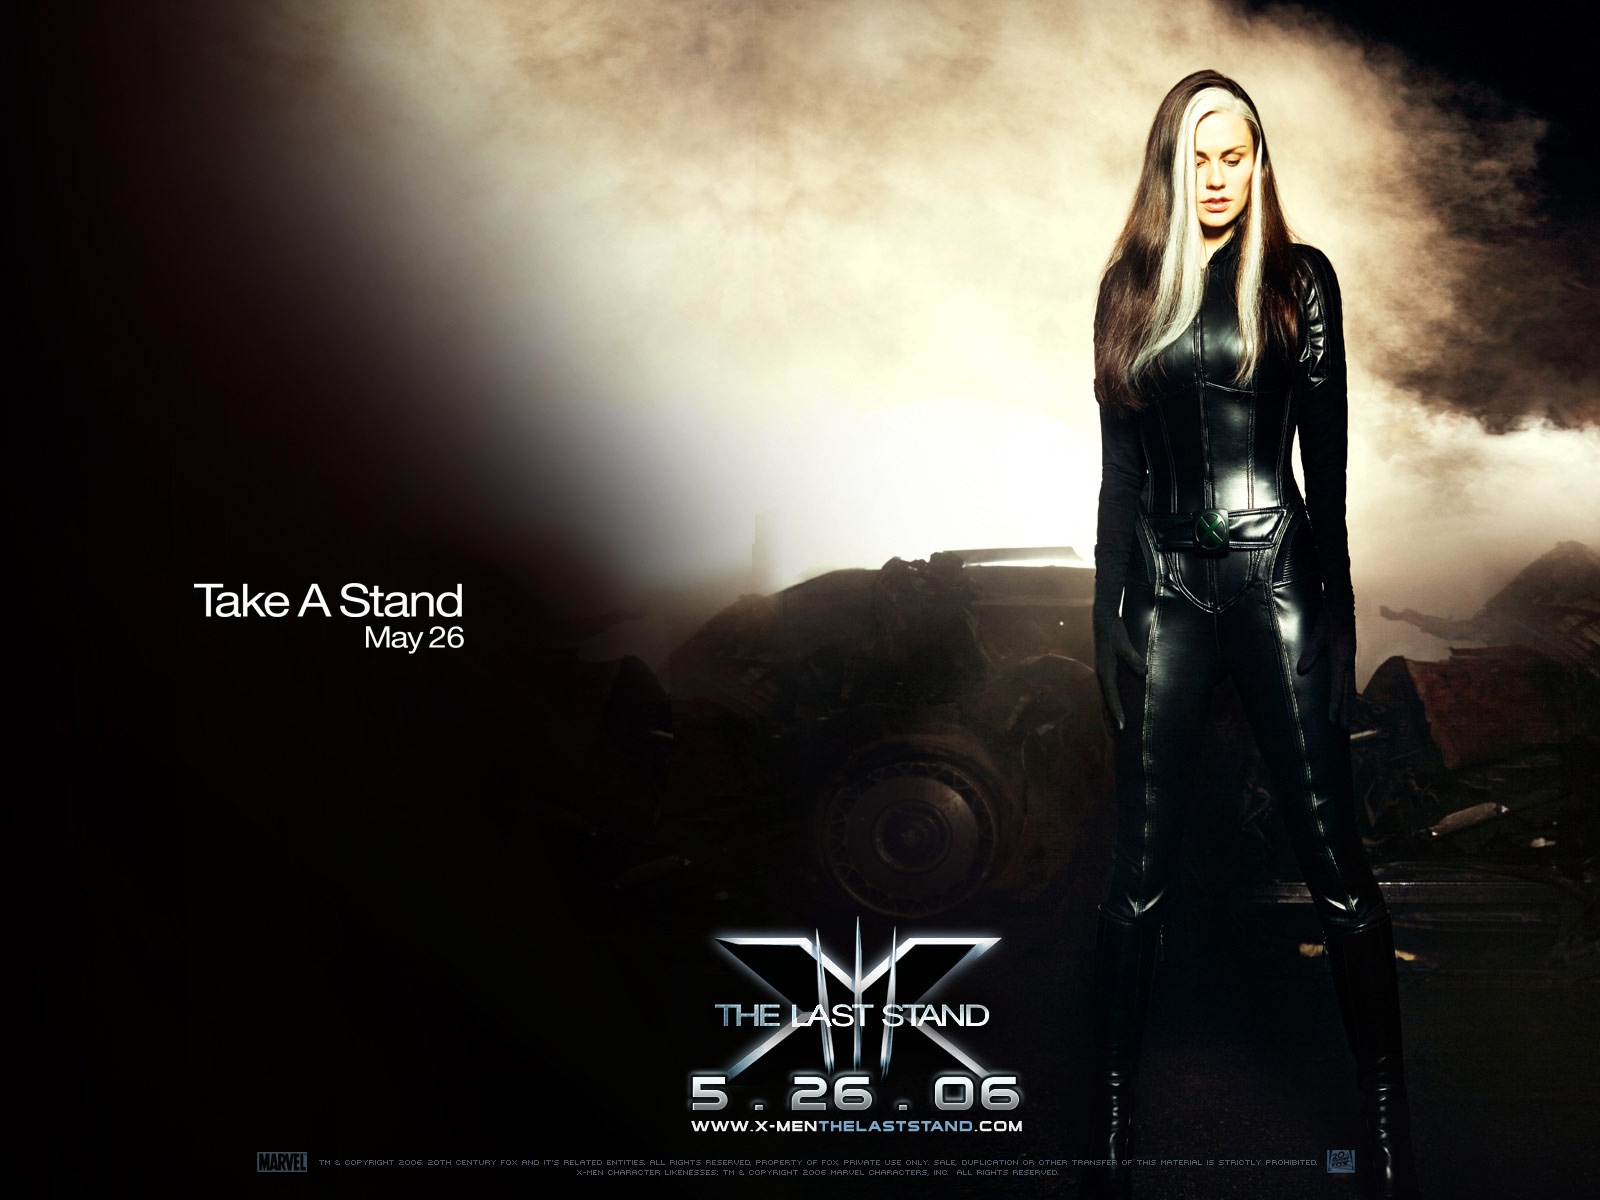 Take A Stand
May 26
THE LAST STAND
5 . 26 . 06
WWW.X-MENTHELASTSTAND.COM
MARVEL TM & COPYRIGHT 2006. 20TH CENTURY FOX AND IT'S RELATED ENTITIES. ALL RIGHTS RESERVED. PROPERTY OF FOX. PRIVATE USE ONLY. SALE, DUPLICATION OR OTHER TRANSFER OF THIS MATERIAL IS STRICTLY PROHIBITED.
X-MEN CHARACTER LIKENESSES: TM & COPYRIGHT 2006 MARVEL CHARACTERS, INC. ALL RIGHTS RESERVED.